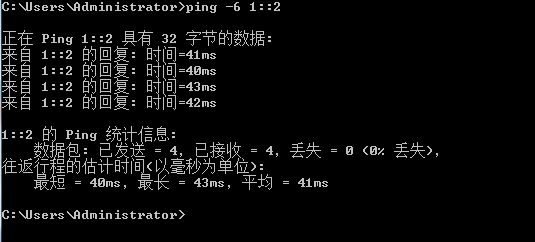 C:\Users\Administrator>ping -6 1::2
正在 Ping 1::2 具有 32 字节的数据:
来自 1::2 的回复: 时间=41ms
来自 1::2 的回复: 时间=40ms
来自 1::2 的回复: 时间=43ms
来自 1::2 的回复: 时间=42ms
1::2 的 Ping 统计信息:
数据包: 已发送 = 4, 已接收 = 4, 丢失 = 0 (0% 丢失),
往返行程的估计时间(以毫秒为单位):
最短 = 40ms, 最长 = 43ms, 平均 = 41ms
C:\Users\Administrator>